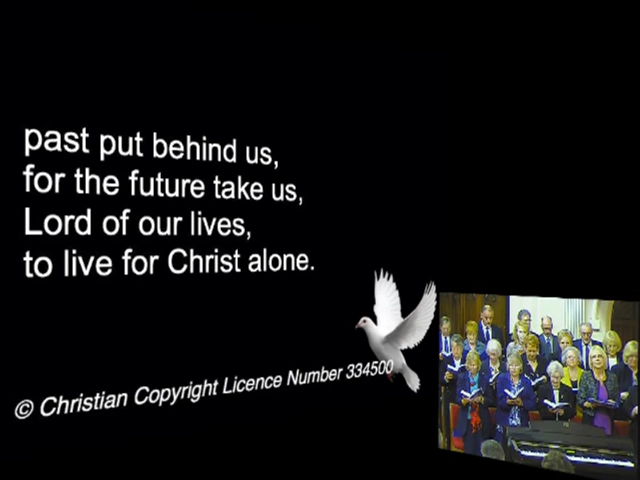 past put behind us,
for the future take us,
Lord of our lives,
to live for Christ alone.
© Christian Copyright Licence Number 334500